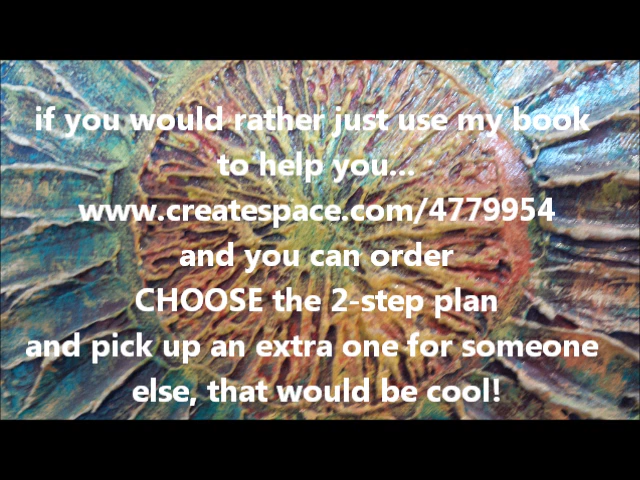 if you would rather just use my book
to help you...
www.createspace.com/4779954
and you can order
CHOOSE the 2-step plan
and pick up an extra one for someone
else, that would be cool!